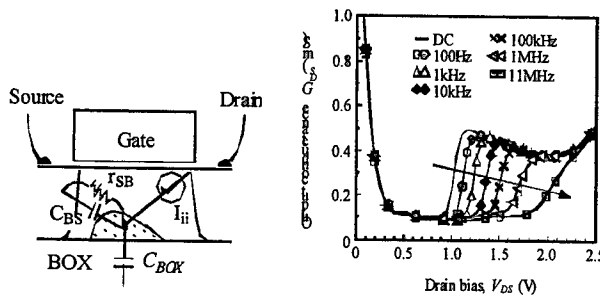 Source
Drain
Gate
r_SB
C_BS
I_ii
BOX
C_BOX
1.0
0.8
0.6
0.4
0.2
0
DC
100Hz
1kHz
10kHz
100kHz
1MHz
11MHz
0 0.5 1.0 1.5 2.0 2.5
Drain bias, V_DS (V)